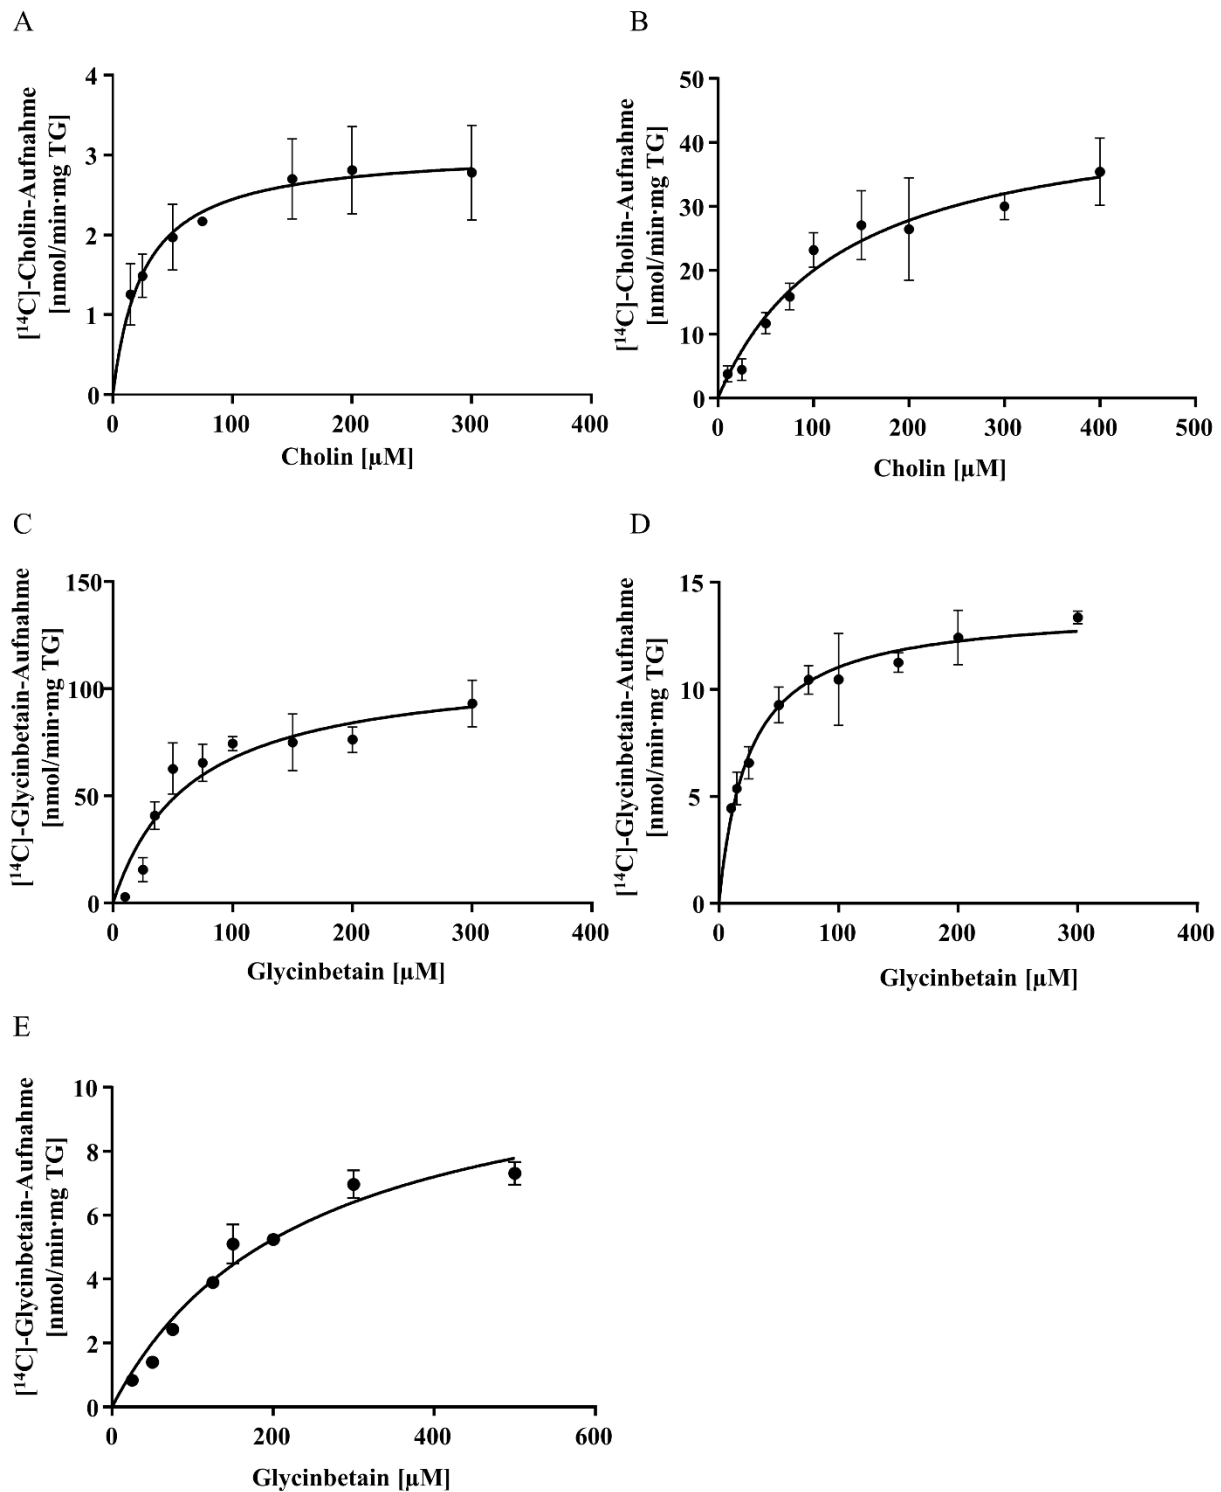 A
[¹⁴C]-Cholin-Aufnahme
[nmol/min·mg TG]
4
3
2
1
0
0 100 200 300 400
Cholin [µM]
B
[¹⁴C]-Cholin-Aufnahme
[nmol/min·mg TG]
50
40
30
20
10
0
0 100 200 300 400 500
Cholin [µM]
C
[¹⁴C]-Glycinbetain-Aufnahme
[nmol/min·mg TG]
150
100
50
0
0 100 200 300 400
Glycinbetain [µM]
D
[¹⁴C]-Glycinbetain-Aufnahme
[nmol/min·mg TG]
15
10
5
0
0 100 200 300 400
Glycinbetain [µM]
E
[¹⁴C]-Glycinbetain-Aufnahme
[nmol/min·mg TG]
10
8
6
4
2
0
0 200 400 600
Glycinbetain [µM]